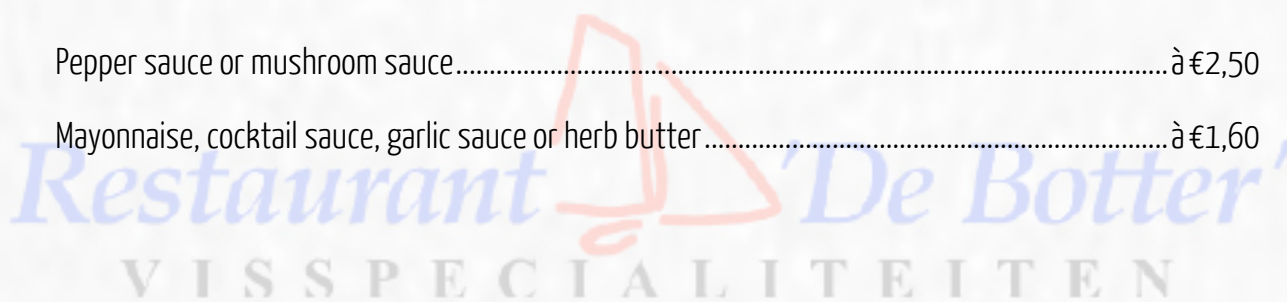 Pepper sauce or mushroom sauce........................................................................................à €2,50
Mayonnaise, cocktail sauce, garlic sauce or herb butter.........................................................à €1,60
Restaurant 'De Botter'
VISSPECIALITEITEN